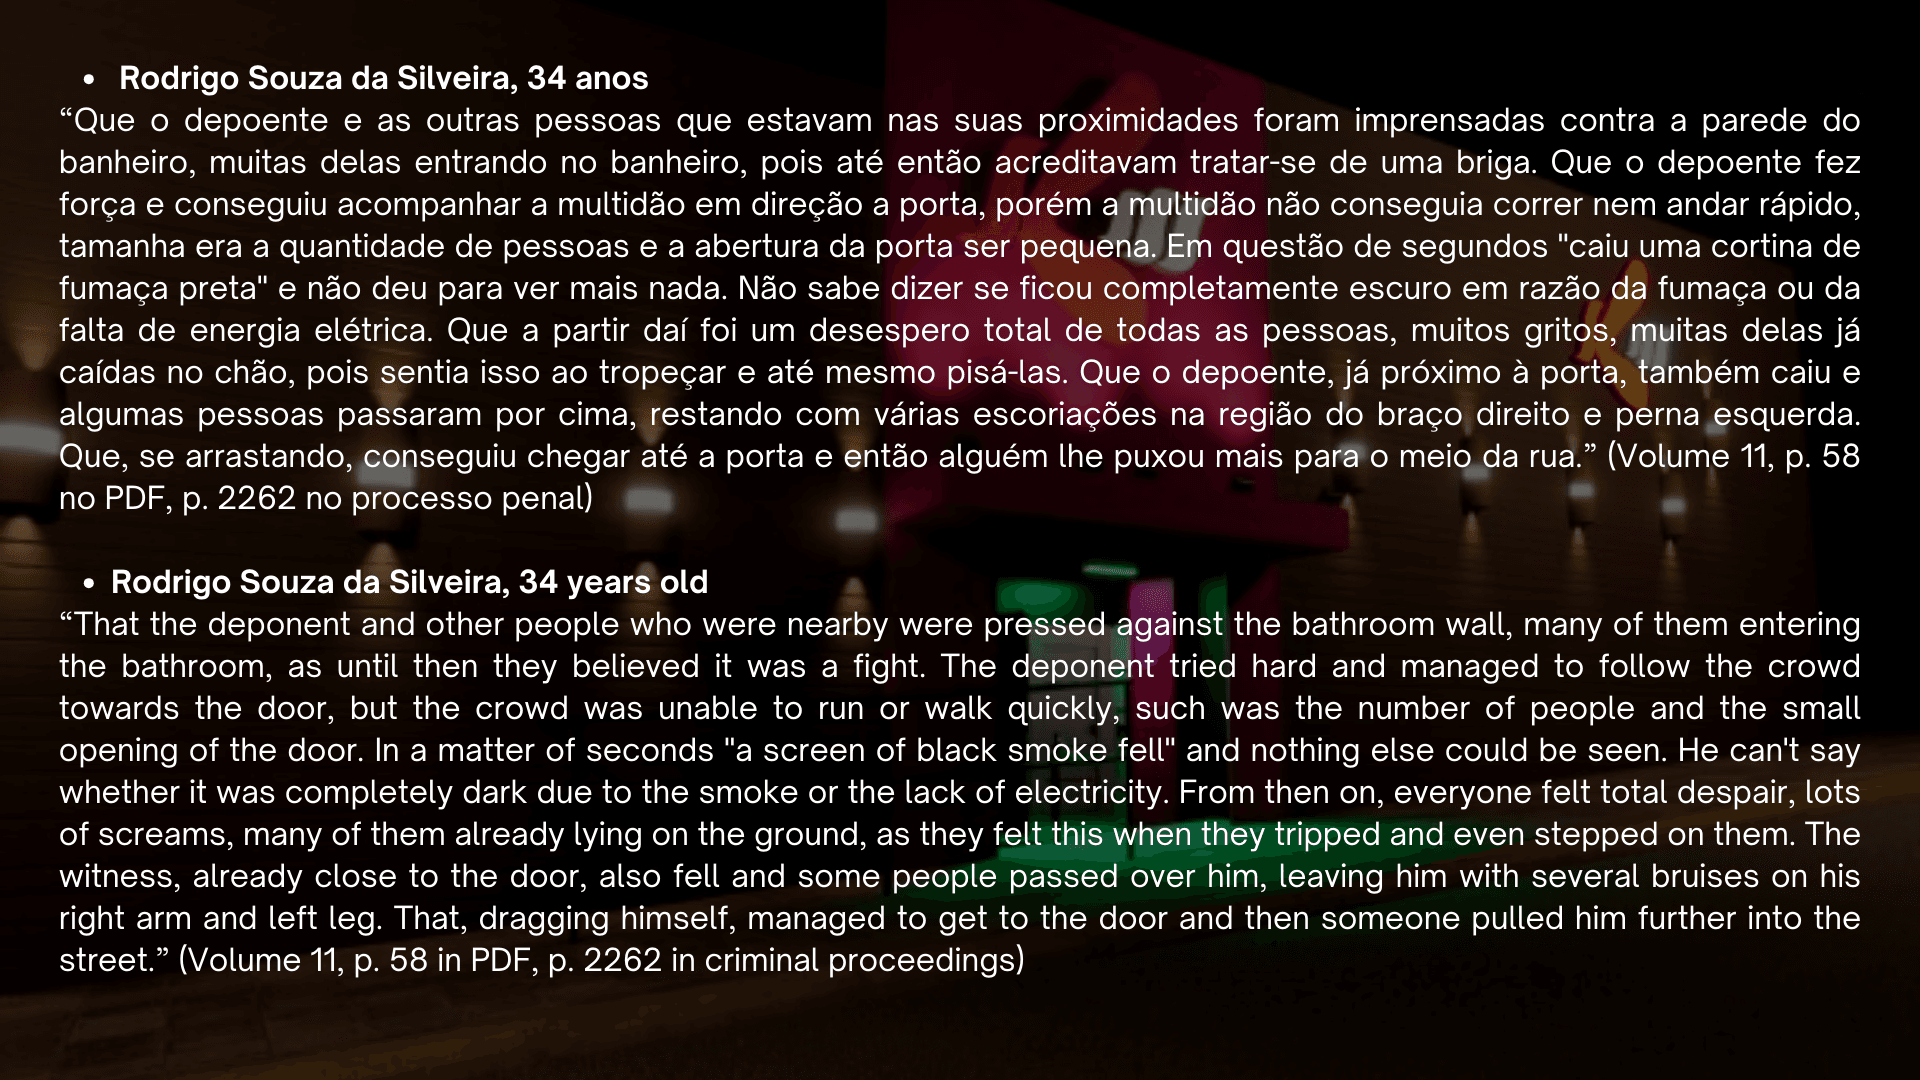 • Rodrigo Souza da Silveira, 34 anos
“Que o depoente e as outras pessoas que estavam nas suas proximidades foram imprensadas contra a parede do
banheiro, muitas delas entrando no banheiro, pois até então acreditavam tratar-se de uma briga. Que o depoente fez
força e conseguiu acompanhar a multidão em direção a porta, porém a multidão não conseguia correr nem andar rápido,
tamanha era a quantidade de pessoas e a abertura da porta ser pequena. Em questão de segundos "caiu uma cortina de
fumaça preta" e não deu para ver mais nada. Não sabe dizer se ficou completamente escuro em razão da fumaça ou da
falta de energia elétrica. Que a partir daí foi um desespero total de todas as pessoas, muitos gritos, muitas delas já
caídas no chão, pois sentia isso ao tropeçar e até mesmo pisá-las. Que o depoente, já próximo à porta, também caiu e
algumas pessoas passaram por cima, restando com várias escoriações na região do braço direito e perna esquerda.
Que, se arrastando, conseguiu chegar até a porta e então alguém lhe puxou mais para o meio da rua.” (Volume 11, p. 58
no PDF, p. 2262 no processo penal)
• Rodrigo Souza da Silveira, 34 years old
“That the deponent and other people who were nearby were pressed against the bathroom wall, many of them entering
the bathroom, as until then they believed it was a fight. The deponent tried hard and managed to follow the crowd
towards the door, but the crowd was unable to run or walk quickly, such was the number of people and the small
opening of the door. In a matter of seconds "a screen of black smoke fell" and nothing else could be seen. He can't say
whether it was completely dark due to the smoke or the lack of electricity. From then on, everyone felt total despair, lots
of screams, many of them already lying on the ground, as they felt this when they tripped and even stepped on them. The
witness, already close to the door, also fell and some people passed over him, leaving him with several bruises on his
right arm and left leg. That, dragging himself, managed to get to the door and then someone pulled him further into the
street.” (Volume 11, p. 58 in PDF, p. 2262 in criminal proceedings)